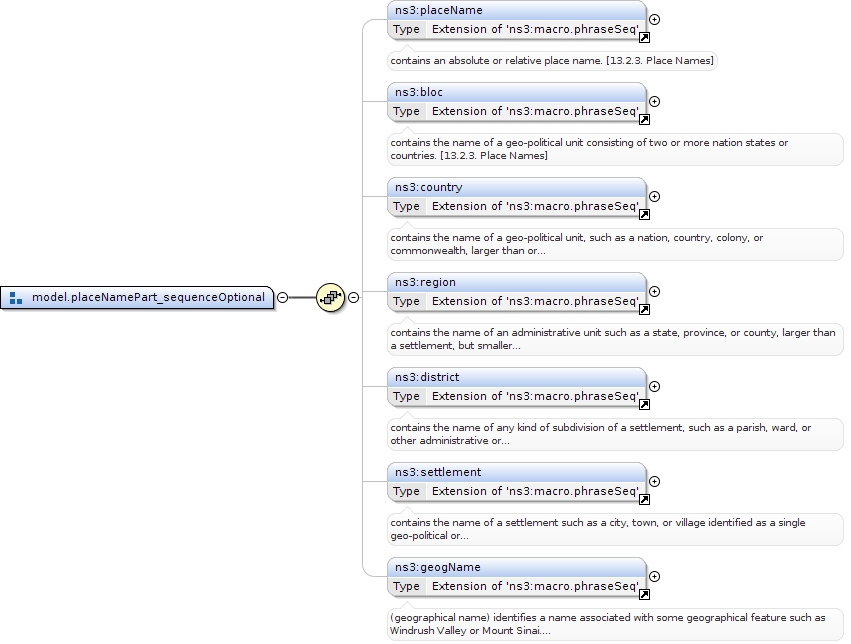 ns3:placeName
Type Extension of 'ns3:macro.phraseSeq'
contains an absolute or relative place name. [13.2.3. Place Names]
ns3:bloc
Type Extension of 'ns3:macro.phraseSeq'
contains the name of a geo-political unit consisting of two or more nation states or
countries. [13.2.3. Place Names]
ns3:country
Type Extension of 'ns3:macro.phraseSeq'
contains the name of a geo-political unit, such as a nation, country, colony, or
commonwealth, larger than or...
ns3:region
Type Extension of 'ns3:macro.phraseSeq'
contains the name of an administrative unit such as a state, province, or county, larger than
a settlement, but smaller...
model.placeNamePart_sequenceOptional
ns3:district
Type Extension of 'ns3:macro.phraseSeq'
contains the name of any kind of subdivision of a settlement, such as a parish, ward, or
other administrative or...
ns3:settlement
Type Extension of 'ns3:macro.phraseSeq'
contains the name of a settlement such as a city, town, or village identified as a single
geo-political or...
ns3:geogName
Type Extension of 'ns3:macro.phraseSeq'
(geographical name) identifies a name associated with some geographical feature such as
Windrush Valley or Mount Sinai....